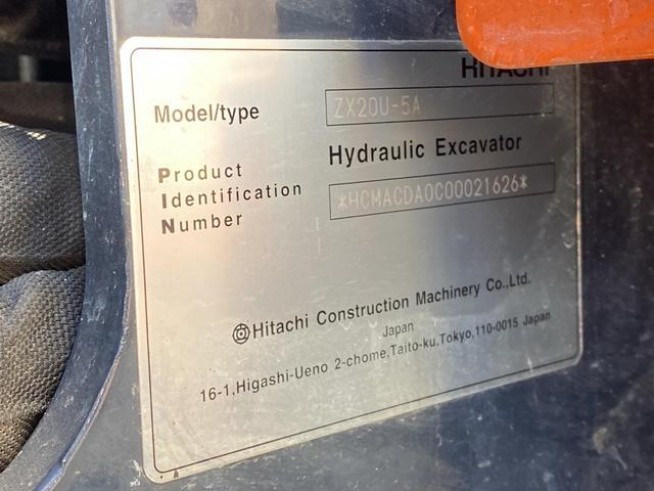 HITACHI
Model/type ZX20U-5A
Hydraulic Excavator
Product
Identification
Number
*HCMACDA0C00021626*
Hitachi Construction Machinery Co.,Ltd.
Japan
16-1,Higashi-Ueno 2-chome,Taito-ku,Tokyo,110-0015 Japan